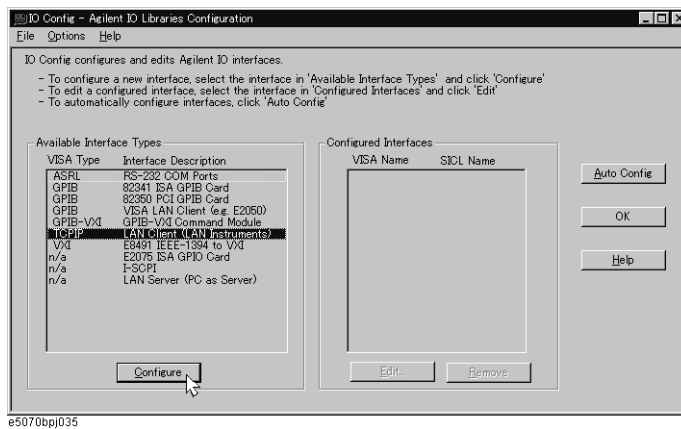 IO Config - Agilent IO Libraries Configuration
File Options Help
IO Config configures and edits Agilent IO interfaces.
- To configure a new interface, select the interface in 'Available Interface Types' and click 'Configure'
- To edit a configured interface, select the interface in 'Configured Interfaces' and click 'Edit'
- To automatically configure interfaces, click 'Auto Config'
Available Interface Types
VISA Type Interface Description
ASRL RS-232 COM Ports
GPIB 82341 ISA GPIB Card
GPIB 82350 PCI GPIB Card
GPIB VISA LAN Client (e.g. E2050)
GPIB-VXI GPIB-VXI Command Module
TCPIP LAN Client (LAN Instruments)
VXI E8491 IEEE-1394 to VXI
n/a E2075 ISA GPIO Card
n/a I-SCPI
n/a LAN Server (PC as Server)
Configure
Configured Interfaces
VISA Name SICL Name
Edit...
Remove
Auto Config
OK
Help
e5070bpj035